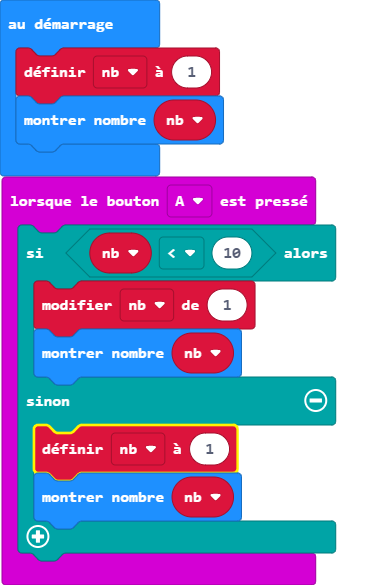 au démarrage
définir nb à 1
montrer nombre nb
lorsque le bouton A est pressé
si nb < 10 alors
modifier nb de 1
montrer nombre nb
sinon
définir nb à 1
montrer nombre nb